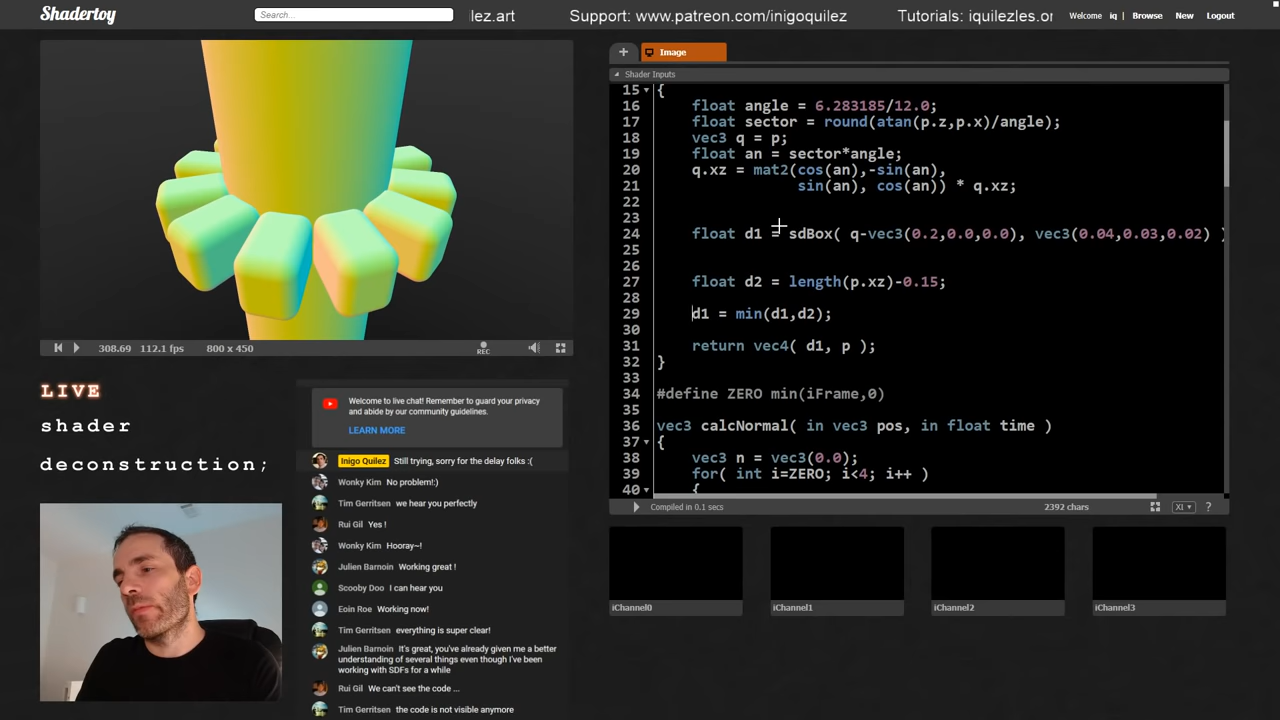 Shadertoy
Search...
lez.art
Support: www.patreon.com/inigoquilez
Tutorials: iquilezles.or
Welcome iq | Browse New Logout
+ Image
Shader Inputs
15 {
16 float angle = 6.283185/12.0;
17 float sector = round(atan(p.z,p.x)/angle);
18 vec3 q = p;
19 float an = sector*angle;
20 q.xz = mat2(cos(an),-sin(an),
21 sin(an), cos(an)) * q.xz;
22
23
24 float d1 = sdBox( q-vec3(0.2,0.0,0.0), vec3(0.04,0.03,0.02) )
25
26
27 float d2 = length(p.xz)-0.15;
28
29 d1 = min(d1,d2);
30
31 return vec4( d1, p );
32 }
33
34 #define ZERO min(iFrame,0)
35
36 vec3 calcNormal( in vec3 pos, in float time )
37 {
38 vec3 n = vec3(0.0);
39 for( int i=ZERO; i<4; i++ )
40 {
308.69 112.1 fps 800 x 450
REC
Compiled in 0.1 secs
2392 chars
XI ?
LIVE
shader
deconstruction;
Welcome to live chat! Remember to guard your privacy
and abide by our community guidelines.
LEARN MORE
Inigo Quilez Still trying, sorry for the delay folks :(
Wonky Kim No problem!:)
Tim Gerritsen we hear you perfectly
Rui Gil Yes !
Wonky Kim Hooray~!
Julien Barnoin Working great !
Scooby Doo I can hear you
Eoin Roe Working now!
Tim Gerritsen everything is super clear!
Julien Barnoin It's great, you've already given me a better
understanding of several things even though I've been
working with SDFs for a while
Rui Gil We can't see the code ...
Tim Gerritsen the code is not visible anymore
iChannel0
iChannel1
iChannel2
iChannel3